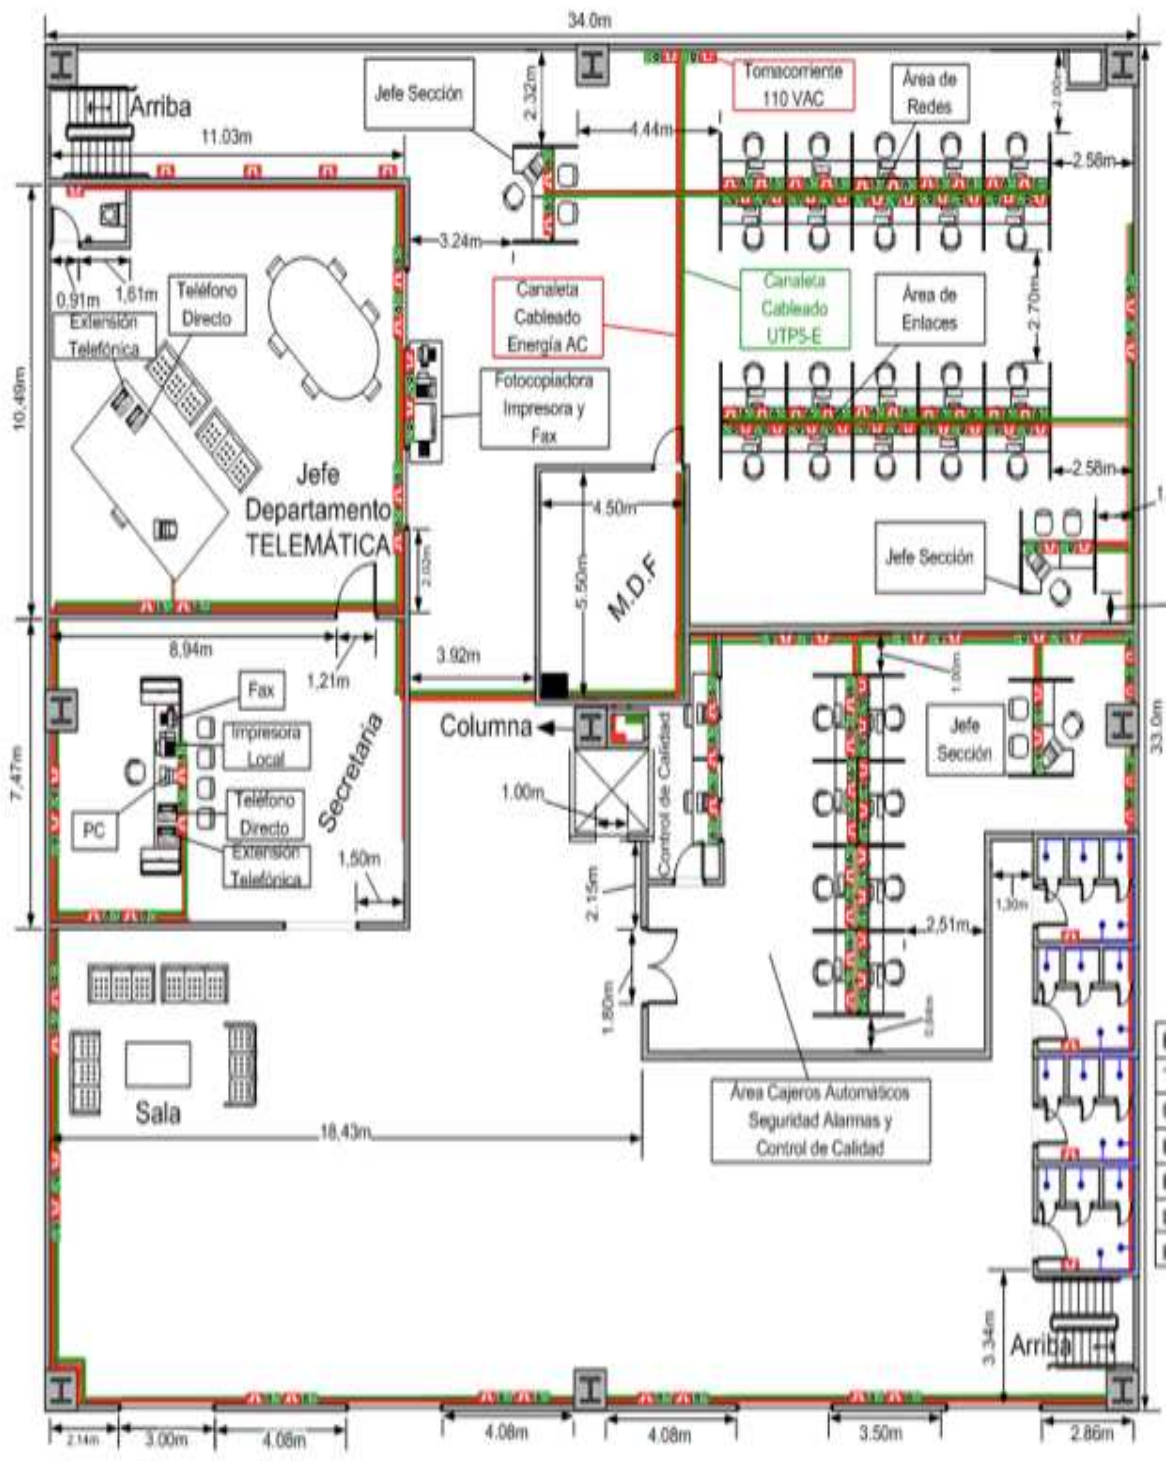 34.0m
Arriba
11.03m
Jefe Sección
2.32m
4.44m
Tomacorriente
110 VAC
Área de
Redes
2.00m
2.58m
3.24m
0.91m
1,61m
Teléfono
Directo
Extensión
Telefónica
Canaleta
Cableado
Energía AC
Canaleta
Cableado
UTP5-E
Área de
Enlaces
2.70m
10,49m
Fotocopiadora
Impresora y
Fax
Jefe
Departamento
TELEMÁTICA
2.02m
4.50m
5.50m
M.D.F
2.58m
1.
Jefe Sección
8,94m
1,21m
3.92m
1.00m
Fax
Impresora
Local
Secretaria
Columna
Control de Calidad
Jefe
Sección
33.0m
7,47m
PC
Teléfono
Directo
Extensión
Telefónica
1.00m
1,50m
2.15m
1,30m
2,51m
1.80m
Sala
18,43m
Área Cajeros Automáticos
Seguridad Alarmas y
Control de Calidad
3.34m
Arriba
2.14m
3.00m
4.08m
4.08m
4.08m
3.50m
2.86m